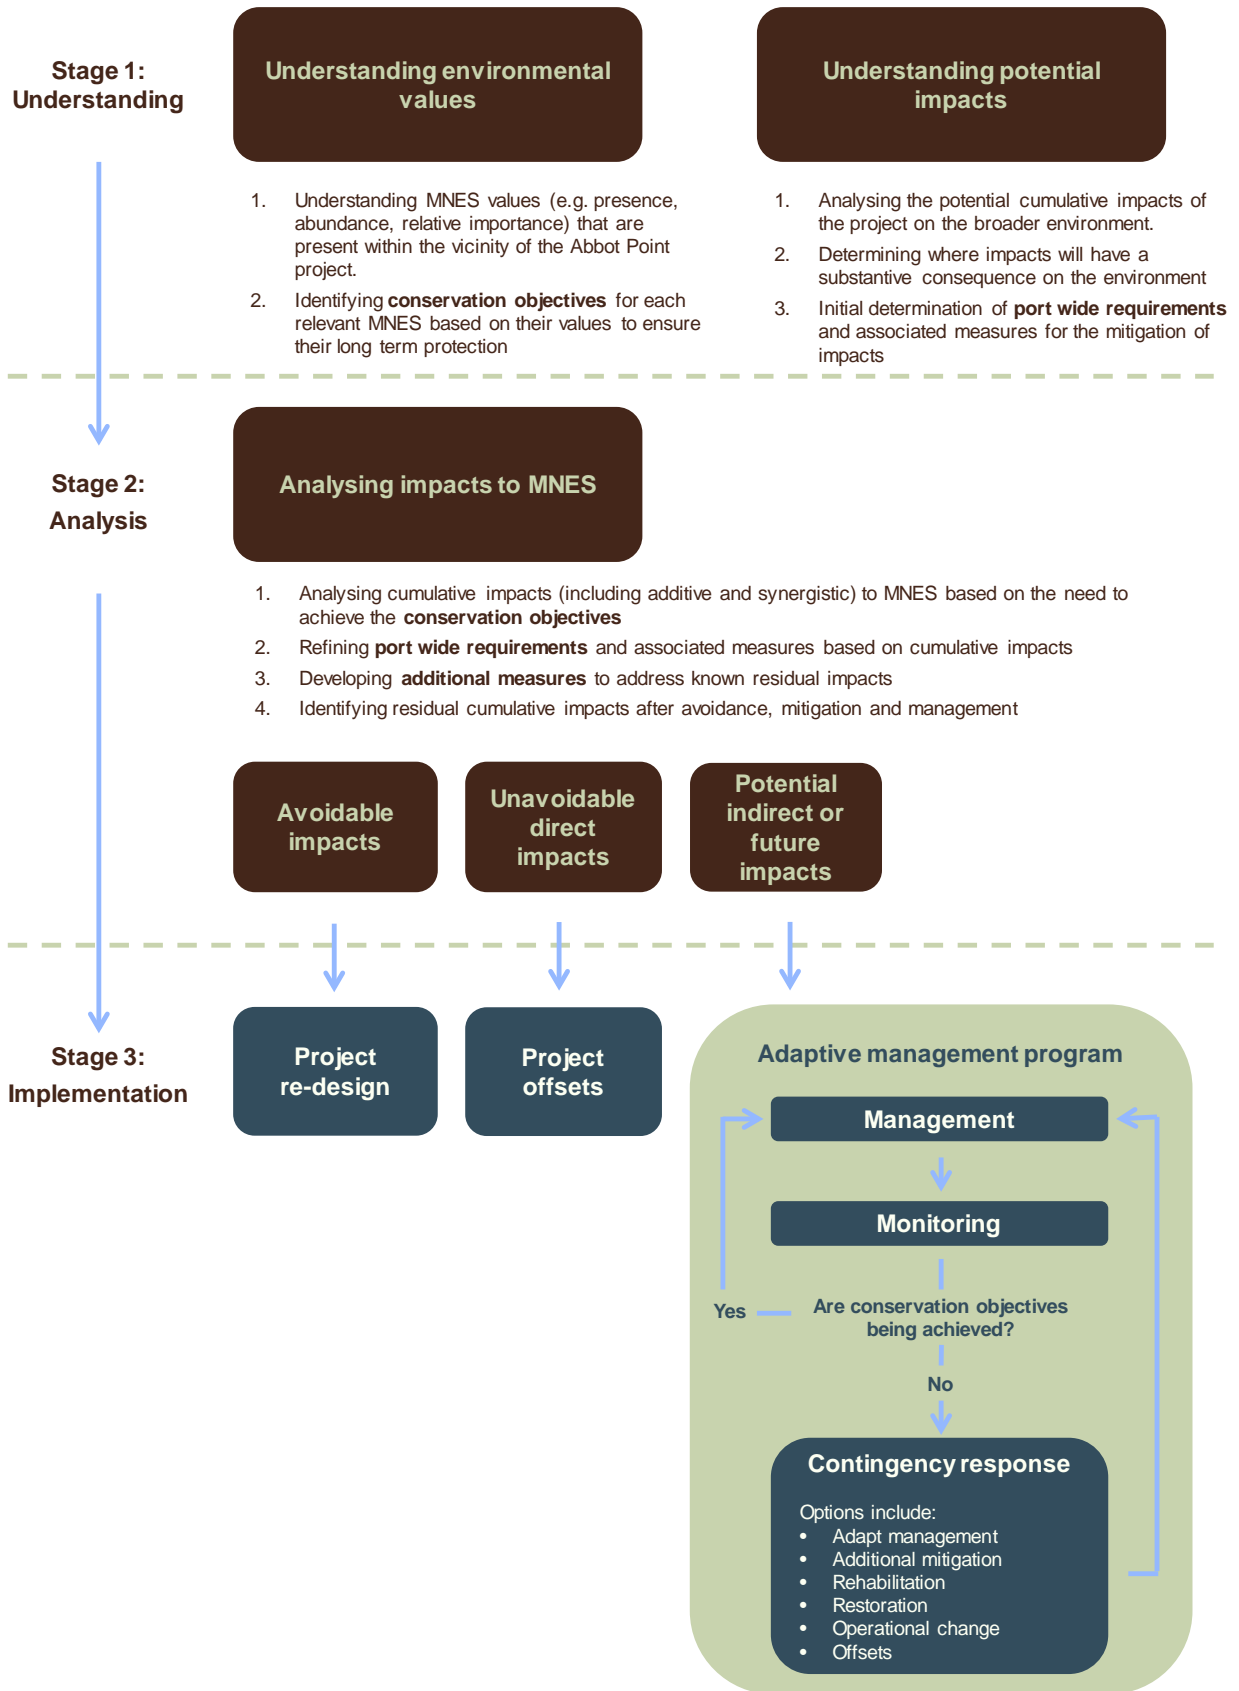 Stage 1:
Understanding
Understanding environmental
values
Understanding potential
impacts
1. Understanding MNES values (e.g. presence,
abundance, relative importance) that are
present within the vicinity of the Abbot Point
project.
2. Identifying conservation objectives for each
relevant MNES based on their values to ensure
their long term protection
1. Analysing the potential cumulative impacts of
the project on the broader environment.
2. Determining where impacts will have a
substantive consequence on the environment
3. Initial determination of port wide requirements
and associated measures for the mitigation of
impacts
Stage 2:
Analysis
Analysing impacts to MNES
1. Analysing cumulative impacts (including additive and synergistic) to MNES based on the need to
achieve the conservation objectives
2. Refining port wide requirements and associated measures based on cumulative impacts
3. Developing additional measures to address known residual impacts
4. Identifying residual cumulative impacts after avoidance, mitigation and management
Avoidable
impacts
Unavoidable
direct
impacts
Potential
indirect or
future
impacts
Stage 3:
Implementation
Project
re-design
Project
offsets
Adaptive management program
Management
Monitoring
Are conservation objectives
being achieved?
Yes
No
Contingency response
Options include:
• Adapt management
• Additional mitigation
• Rehabilitation
• Restoration
• Operational change
• Offsets